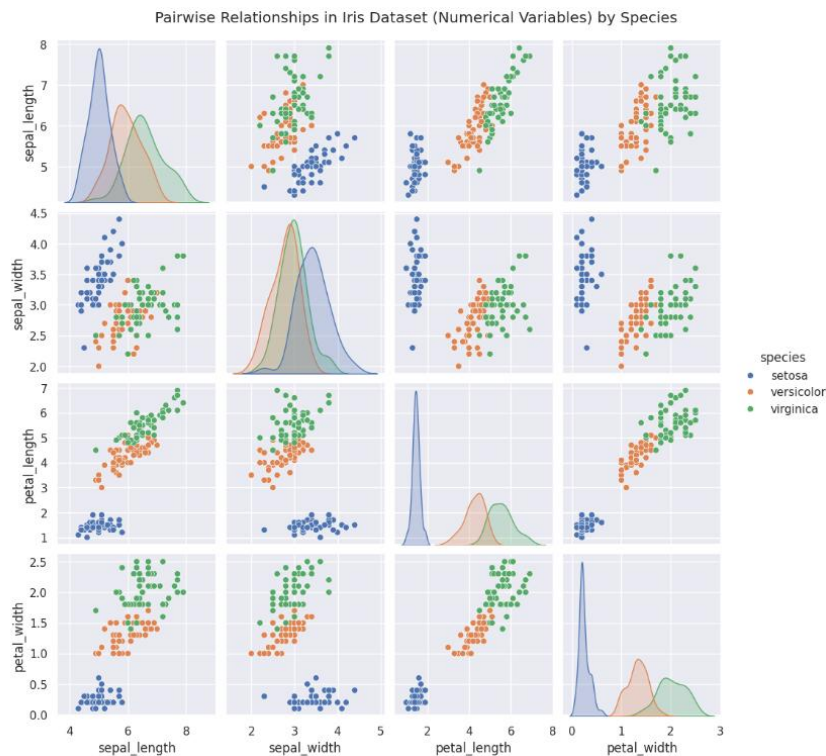 Pairwise Relationships in Iris Dataset (Numerical Variables) by Species
8
7
6
5
sepal_length
4.5
4.0
3.5
3.0
2.5
2.0
sepal_width
species
setosa
versicolor
virginica
7
6
5
4
3
2
1
petal_length
2.5
2.0
1.5
1.0
0.5
0.0
petal_width
4 6 8
sepal_length
2 3 4 5
sepal_width
2 4 6 8
petal_length
0 1 2 3
petal_width